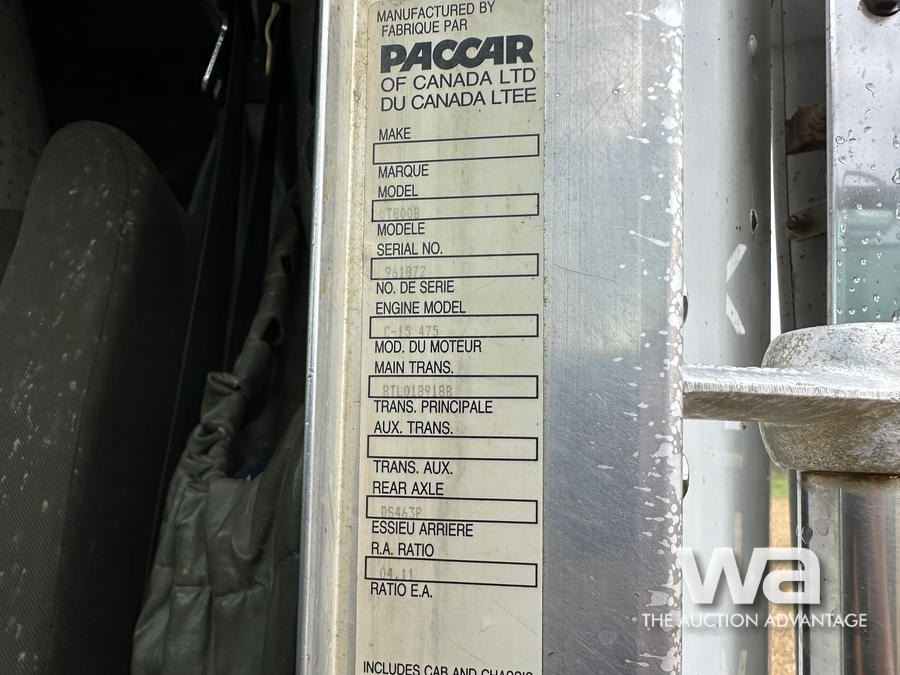 MANUFACTURED BY
FABRIQUE PAR
PACCAR
OF CANADA LTD
DU CANADA LTEE
MAKE
MARQUE
MODEL
T800B
MODELE
SERIAL NO.
961872
NO. DE SERIE
ENGINE MODEL
C-15 475
MOD. DU MOTEUR
MAIN TRANS.
RTLO18918B
TRANS. PRINCIPALE
AUX. TRANS.
TRANS. AUX.
REAR AXLE
DS463P
ESSIEU ARRIERE
R.A. RATIO
04.11
RATIO E.A.
INCLUDES CAB AND CHASSIS
wa
THE AUCTION ADVANTAGE